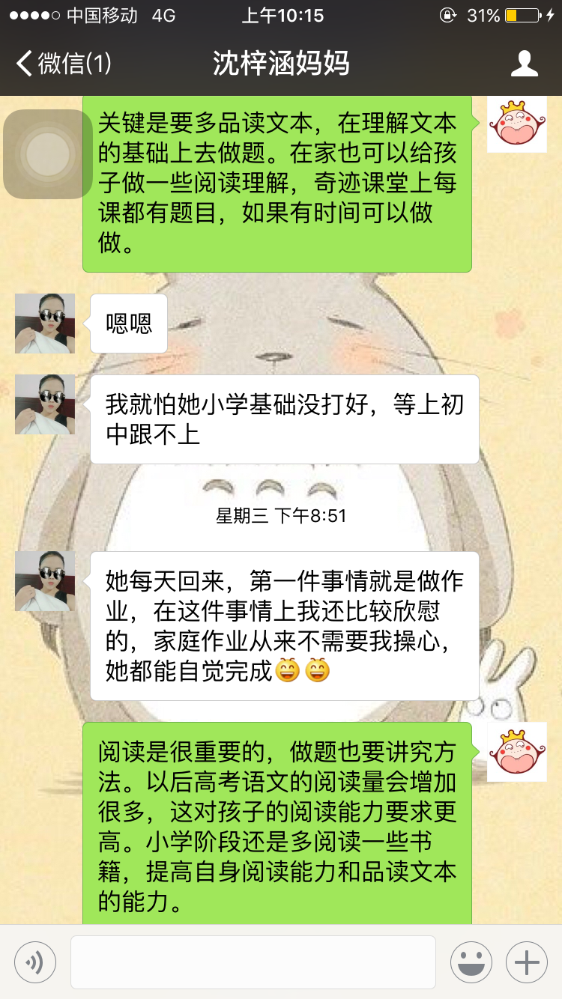 中国移动 4G 上午10:15 31%
微信(1) 沈梓涵妈妈
关键是要多品读文本，在理解文本
的基础上去做题。在家也可以给孩
子做一些阅读理解，奇迹课堂上每
课都有题目，如果有时间可以做
做。
嗯嗯
我就怕她小学基础没打好，等上初
中跟不上
星期三 下午8:51
她每天回来，第一件事情就是做作
业，在这件事情上我还比较欣慰
的，家庭作业从来不需要我操心，
她都能自觉完成😄😄
阅读是很重要的，做题也要讲究方
法。以后高考语文的阅读量会增加
很多，这对孩子的阅读能力要求更
高。小学阶段还是多阅读一些书
籍，提高自身阅读能力和品读文本
的能力。